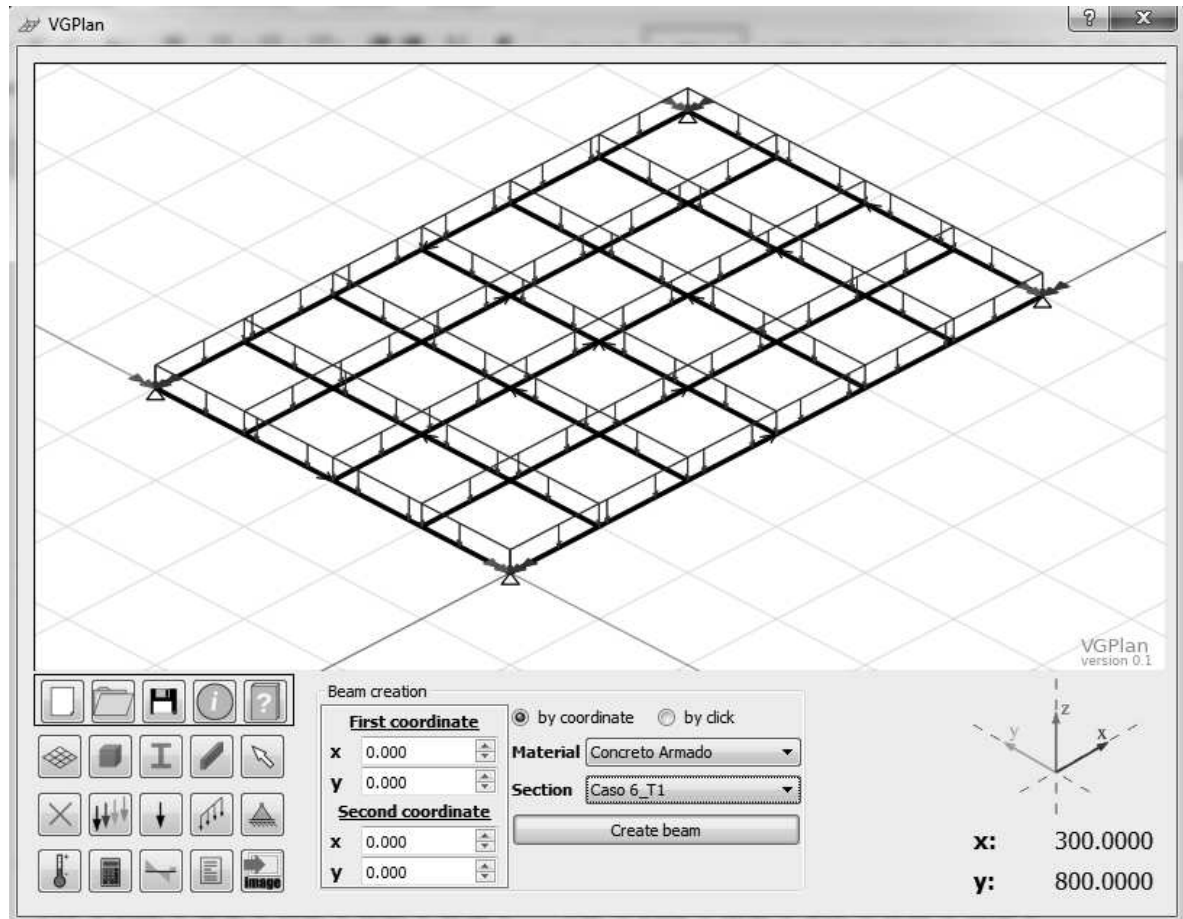 VGPlan
? X
VGPlan
version 0.1
Beam creation
First coordinate
x 0.000
y 0.000
Second coordinate
x 0.000
y 0.000
by coordinate by click
Material Concreto Armado
Section Caso 6_T1
Create beam
i ?
image
z
y x
x: 300.0000
y: 800.0000